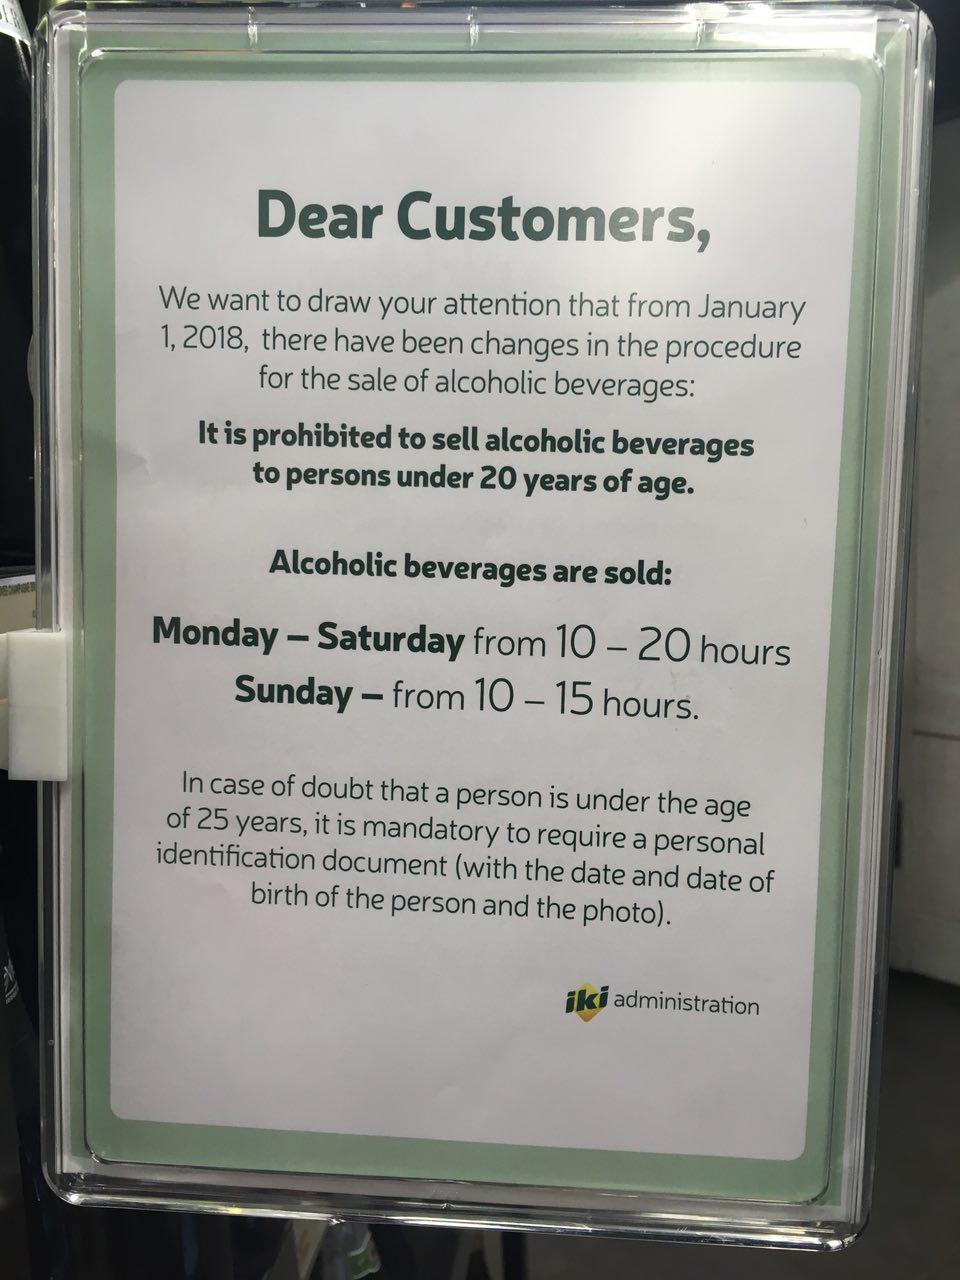 Dear Customers,
We want to draw your attention that from January
1, 2018, there have been changes in the procedure
for the sale of alcoholic beverages:
It is prohibited to sell alcoholic beverages
to persons under 20 years of age.
Alcoholic beverages are sold:
Monday – Saturday from 10 – 20 hours
Sunday – from 10 – 15 hours.
In case of doubt that a person is under the age
of 25 years, it is mandatory to require a personal
identification document (with the date and date of
birth of the person and the photo).
iki administration